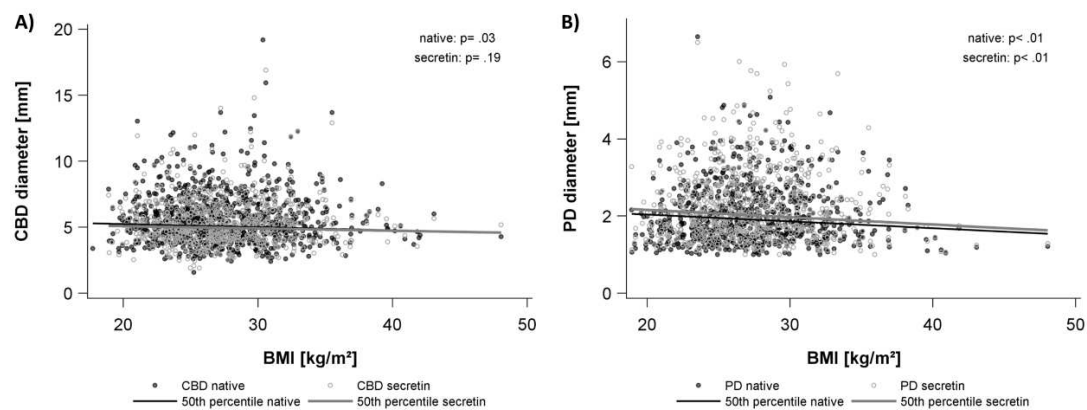 A)
native: p= .03
secretin: p= .19
CBD diameter [mm]
20
15
10
5
0
20 30 40 50
BMI [kg/m²]
CBD native CBD secretin
50th percentile native 50th percentile secretin
B)
native: p< .01
secretin: p< .01
PD diameter [mm]
6
4
2
0
20 30 40 50
BMI [kg/m²]
PD native PD secretin
50th percentile native 50th percentile secretin